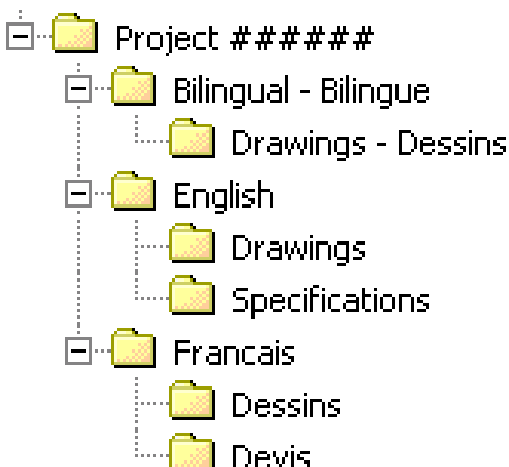 Project ######
Bilingual - Bilingue
Drawings - Dessins
English
Drawings
Specifications
Francais
Dessins
Devis